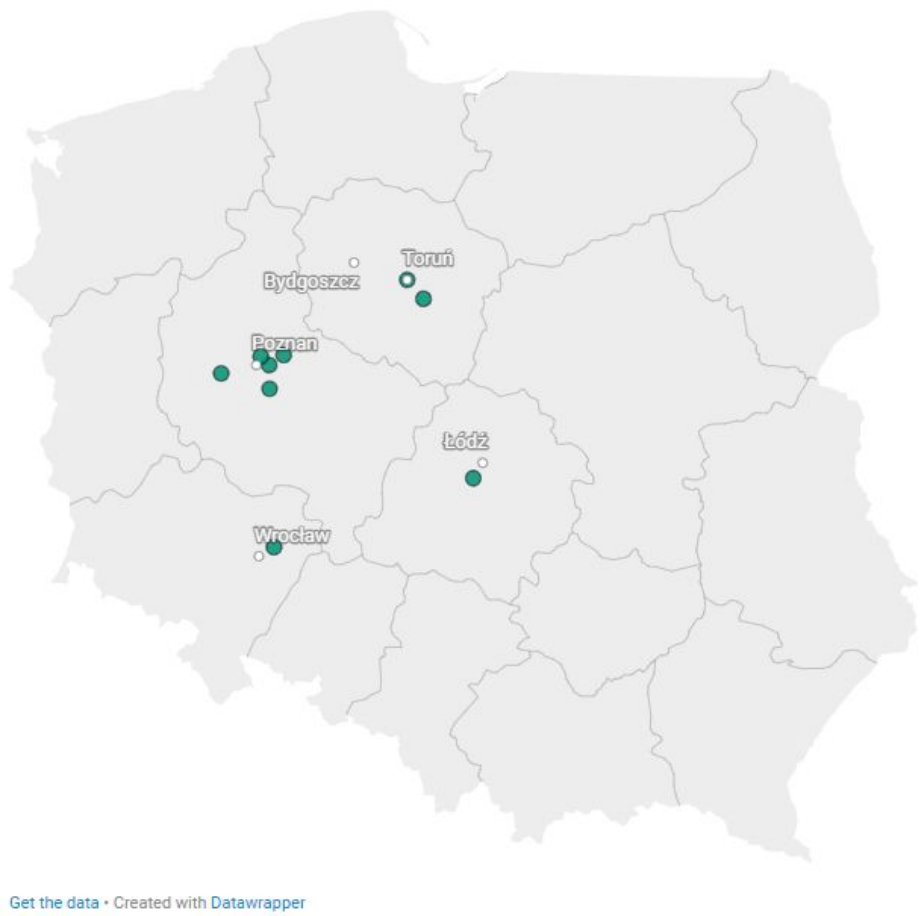 Toruń
Bydgoszcz
Poznan
Łódź
Wrocław
Get the data • Created with Datawrapper